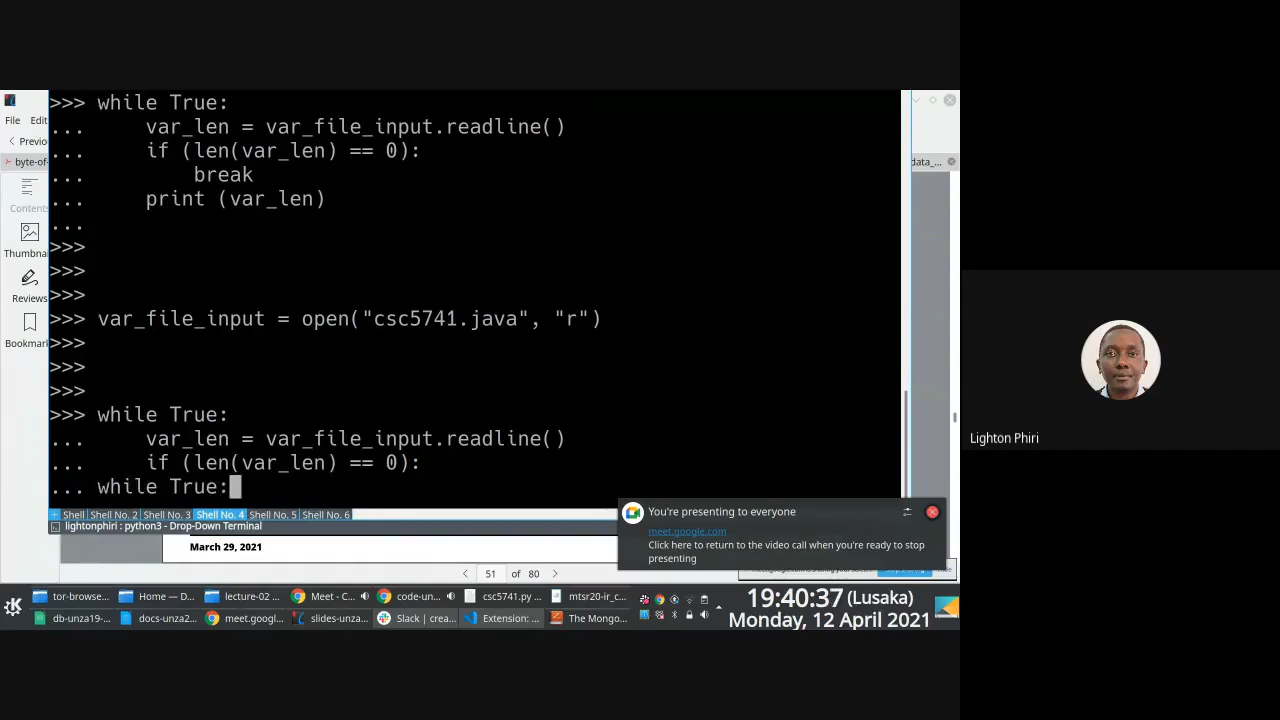 >>> while True:
...     var_len = var_file_input.readline()
...     if (len(var_len) == 0):
...         break
...     print (var_len)
...
>>>
>>>
>>>
>>> var_file_input = open("csc5741.java", "r")
>>>
>>>
>>>
>>> while True:
...     var_len = var_file_input.readline()
...     if (len(var_len) == 0):
... while True:
File Edit
Previo
byte-of-
data_...
Contents
Thumbna
Reviews
Bookmar
Lighton Phiri
Shell Shell No. 2 Shell No. 3 Shell No. 4 Shell No. 5 Shell No. 6
lightonphiri : python3 - Drop-Down Terminal
You're presenting to everyone
meet.google.com
Click here to return to the video call when you're ready to stop
presenting
March 29, 2021
51 of 80
tor-browse... Home — D... lecture-02 ... Meet - C... code-un... csc5741.py ... mtsr20-ir_c...
db-unza19-... docs-unza2... meet.googl... slides-unza... Slack | crea... Extension: ... The Mongo...
19:40:37 (Lusaka)
Monday, 12 April 2021